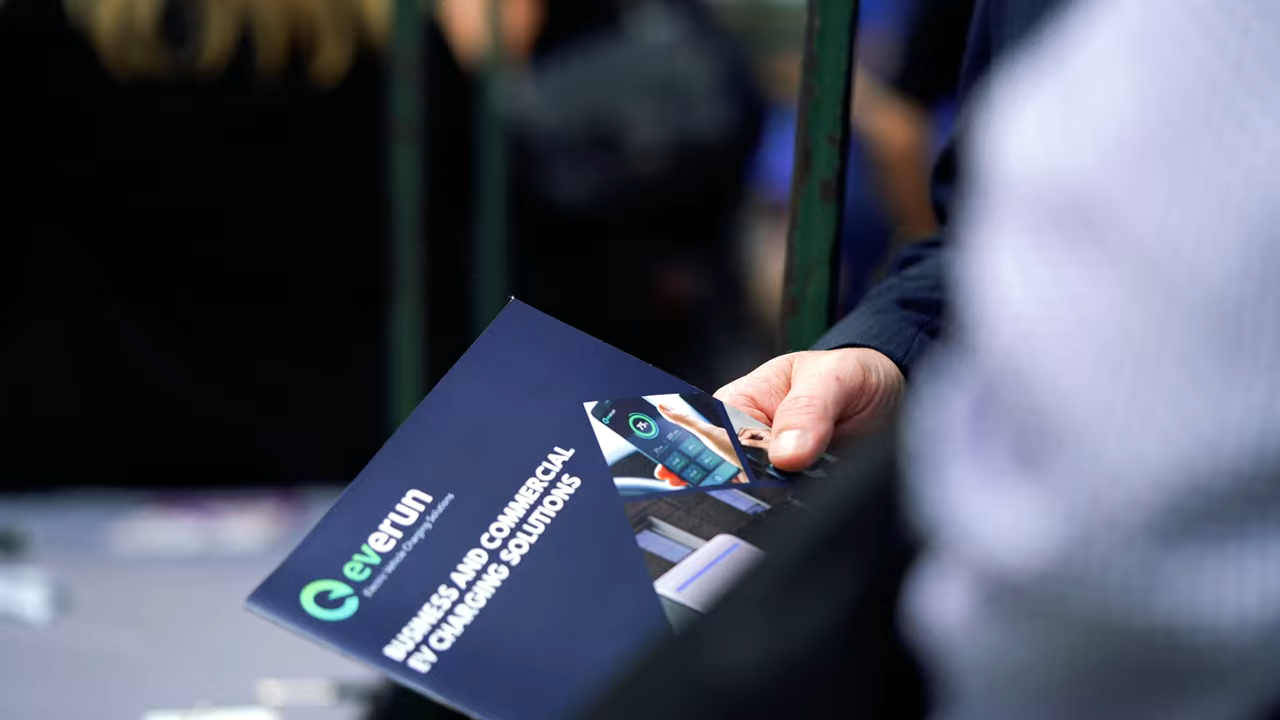 everun
Electric Vehicle Charging Solutions
BUSINESS AND COMMERCIAL
EV CHARGING SOLUTIONS